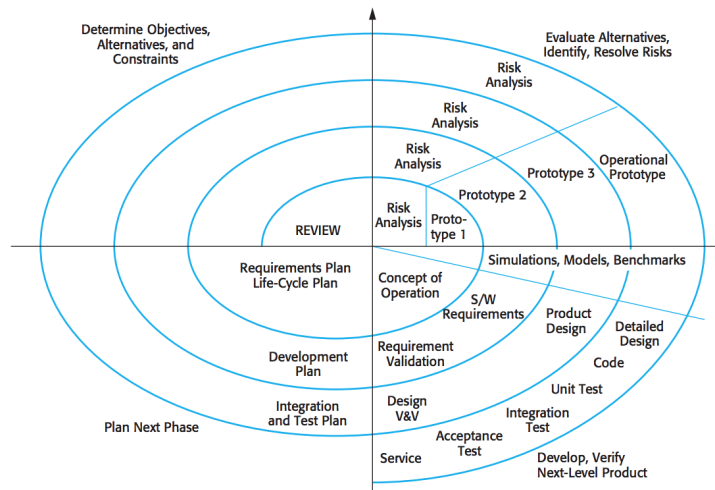 Determine Objectives,
Alternatives, and
Constraints
Evaluate Alternatives,
Identify, Resolve Risks
Risk
Analysis
Risk
Analysis
Risk
Analysis
Operational
Prototype
Prototype 3
Prototype 2
Risk
Analysis
Proto-
type 1
REVIEW
Requirements Plan
Life-Cycle Plan
Simulations, Models, Benchmarks
Concept of
Operation
S/W
Requirements
Product
Design
Detailed
Design
Development
Plan
Requirement
Validation
Code
Unit Test
Integration
and Test Plan
Design
V&V
Integration
Test
Plan Next Phase
Acceptance
Test
Service
Develop, Verify
Next-Level Product